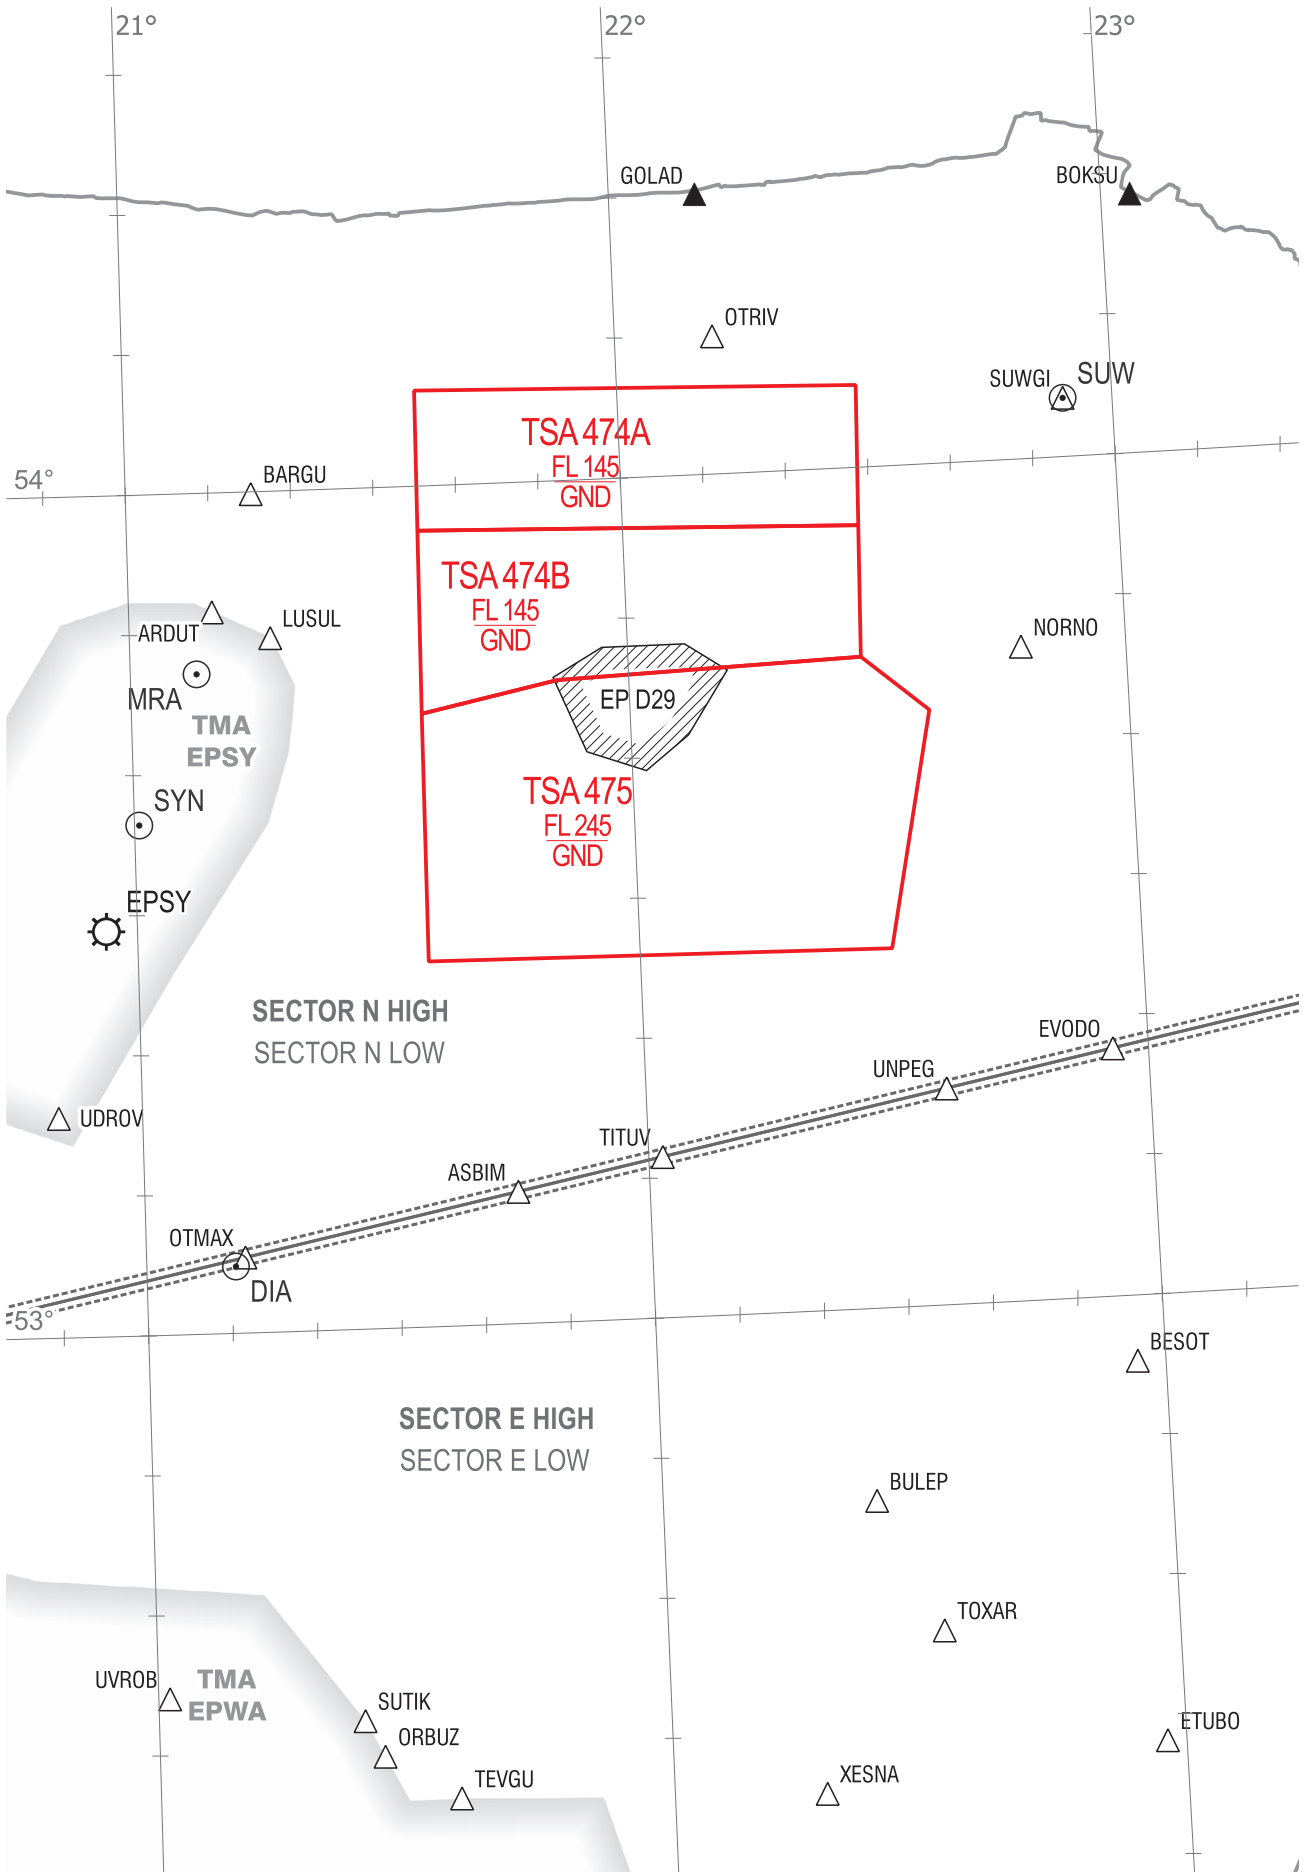 21°
22°
23°
GOLAD
BOKSU
OTRIV
SUWGI
SUW
TSA 474A
FL 145
GND
54°
BARGU
TSA 474B
FL 145
GND
ARDUT
LUSUL
NORNO
MRA
EP D29
TMA
EPSY
SYN
TSA 475
FL 245
GND
EPSY
SECTOR N HIGH
SECTOR N LOW
EVODO
UNPEG
UDROV
TITUV
ASBIM
OTMAX
DIA
53°
BESOT
SECTOR E HIGH
SECTOR E LOW
BULEP
TOXAR
UVROB
TMA
EPWA
SUTIK
ORBUZ
ETUBO
TEVGU
XESNA